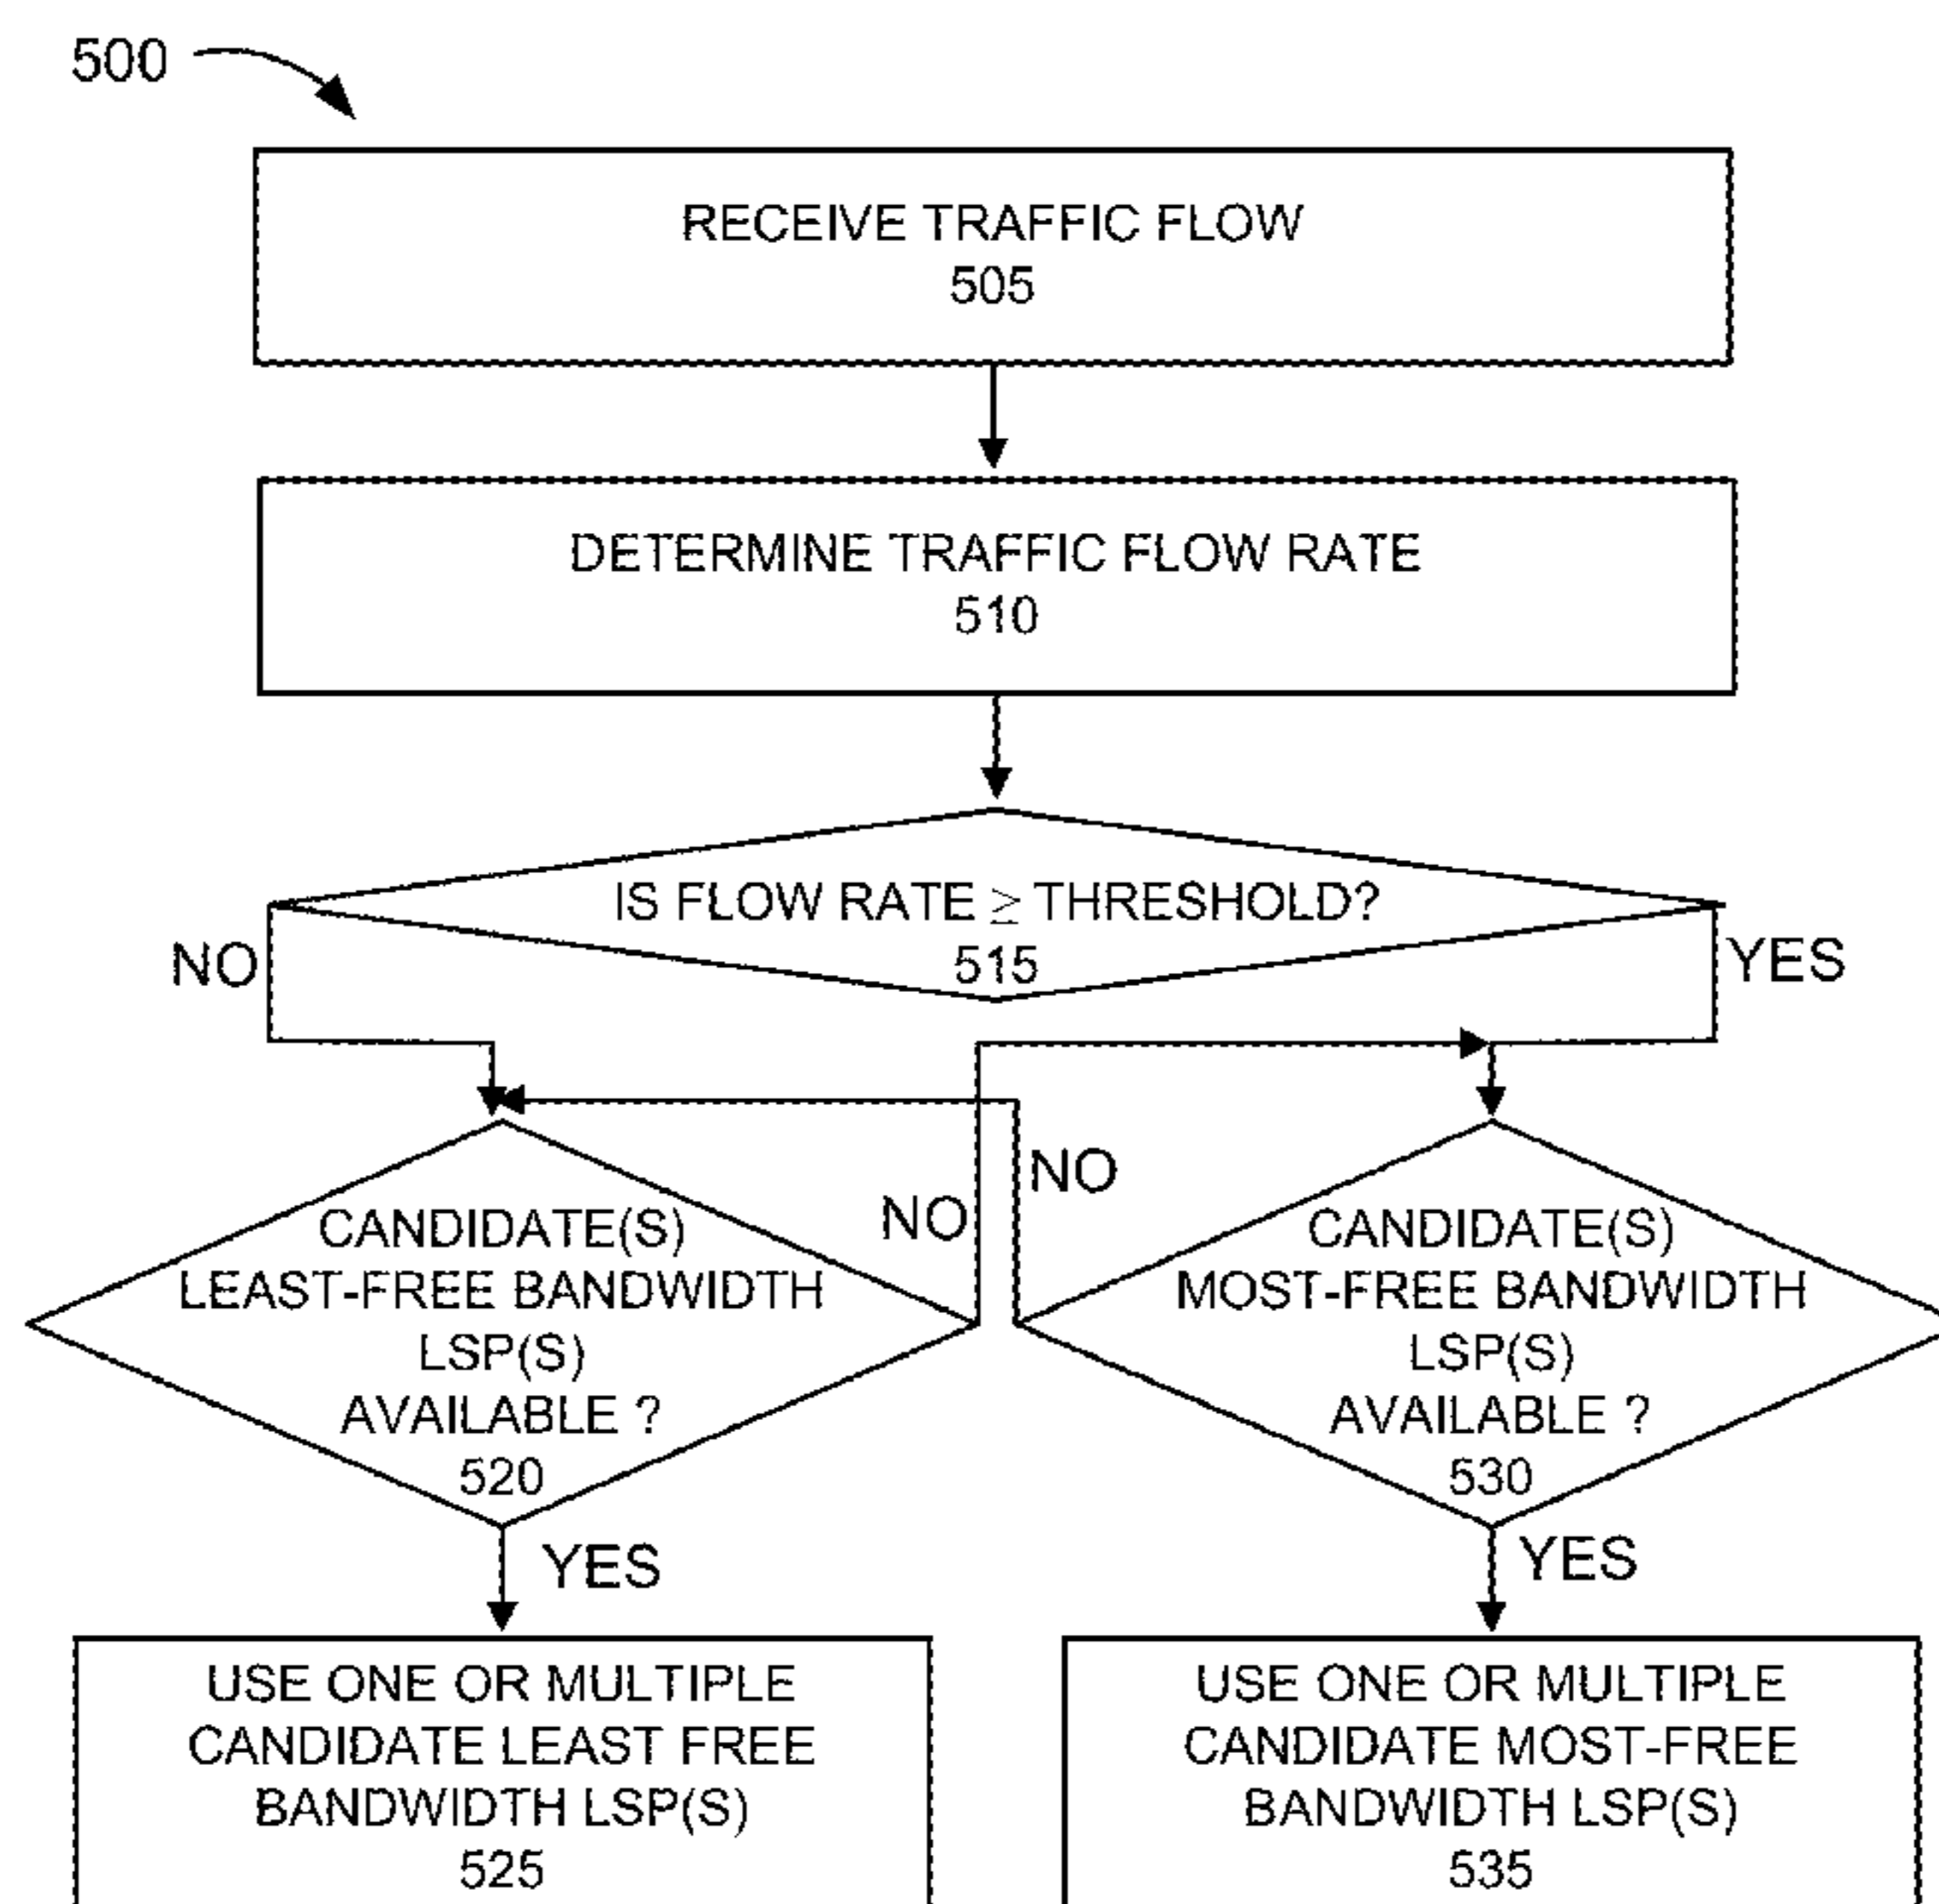 500
RECEIVE TRAFFIC FLOW
505
DETERMINE TRAFFIC FLOW RATE
510
IS FLOW RATE ≥ THRESHOLD?
515
NO
YES
CANDIDATE(S)
LEAST-FREE BANDWIDTH
LSP(S)
AVAILABLE ?
520
NO
NO
CANDIDATE(S)
MOST-FREE BANDWIDTH
LSP(S)
AVAILABLE ?
530
YES
YES
USE ONE OR MULTIPLE
CANDIDATE LEAST FREE
BANDWIDTH LSP(S)
525
USE ONE OR MULTIPLE
CANDIDATE MOST-FREE
BANDWIDTH LSP(S)
535